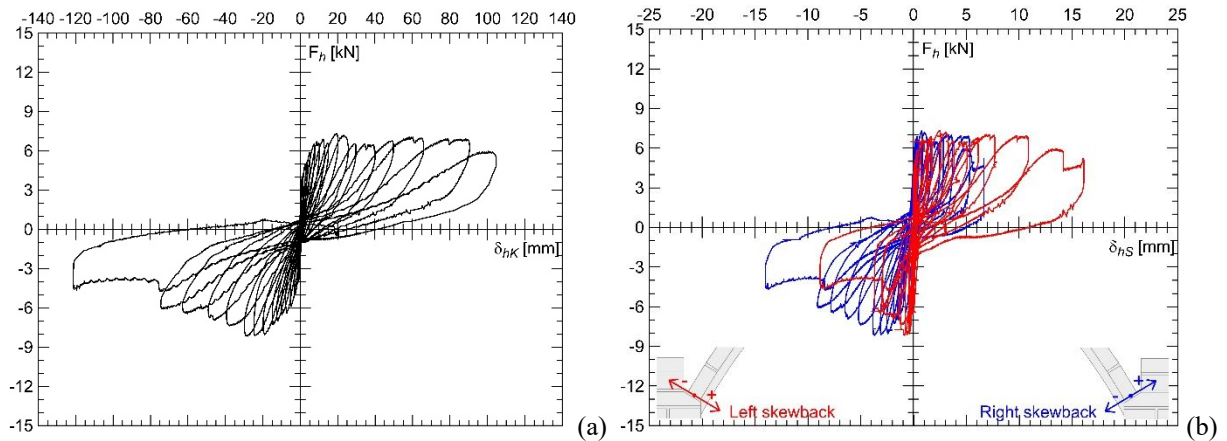 -140 -120 -100 -80 -60 -40 -20 0 20 40 60 80 100 120 140
15
12
9
6
3
0
-3
-6
-9
-12
-15
F_h [kN]
δ_hK [mm]
(a)
-25 -20 -15 -10 -5 0 5 10 15 20 25
15
12
9
6
3
0
-3
-6
-9
-12
-15
F_h [kN]
δ_hS [mm]
- +
Left skewback
+ -
Right skewback
(b)